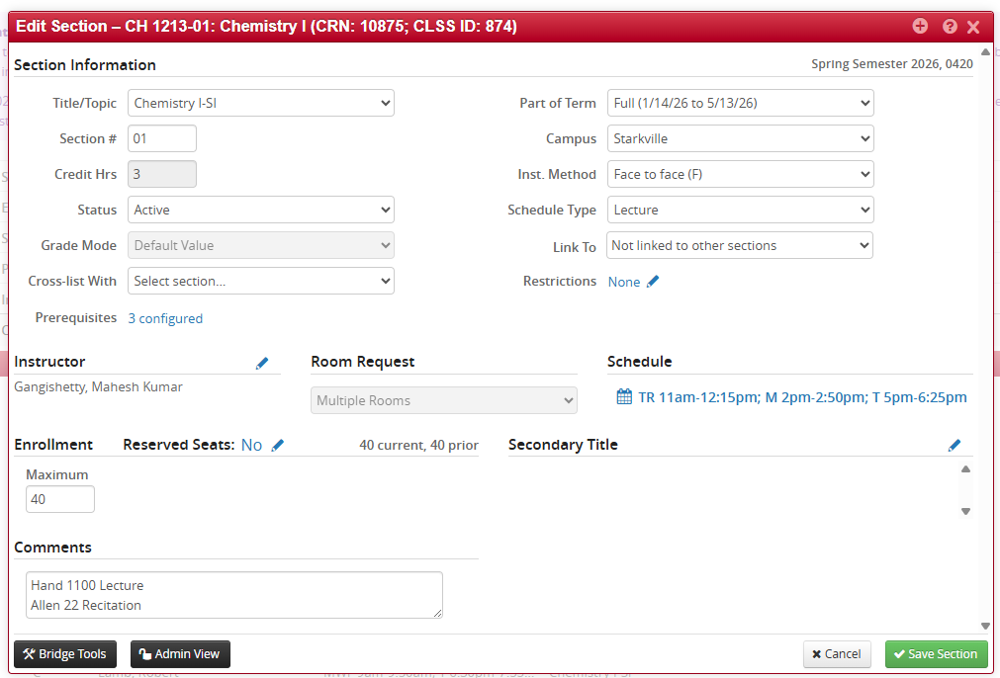 Edit Section – CH 1213-01: Chemistry I (CRN: 10875; CLSS ID: 874)
Section Information
Spring Semester 2026, 0420
Title/Topic Chemistry I-SI
Part of Term Full (1/14/26 to 5/13/26)
Section # 01
Campus Starkville
Credit Hrs 3
Inst. Method Face to face (F)
Status Active
Schedule Type Lecture
Grade Mode Default Value
Link To Not linked to other sections
Cross-list With Select section...
Restrictions None
Prerequisites 3 configured
Instructor
Gangishetty, Mahesh Kumar
Room Request
Multiple Rooms
Schedule
TR 11am-12:15pm; M 2pm-2:50pm; T 5pm-6:25pm
Enrollment Reserved Seats: No 40 current, 40 prior
Maximum
40
Secondary Title
Comments
Hand 1100 Lecture
Allen 22 Recitation
Bridge Tools Admin View Cancel Save Section